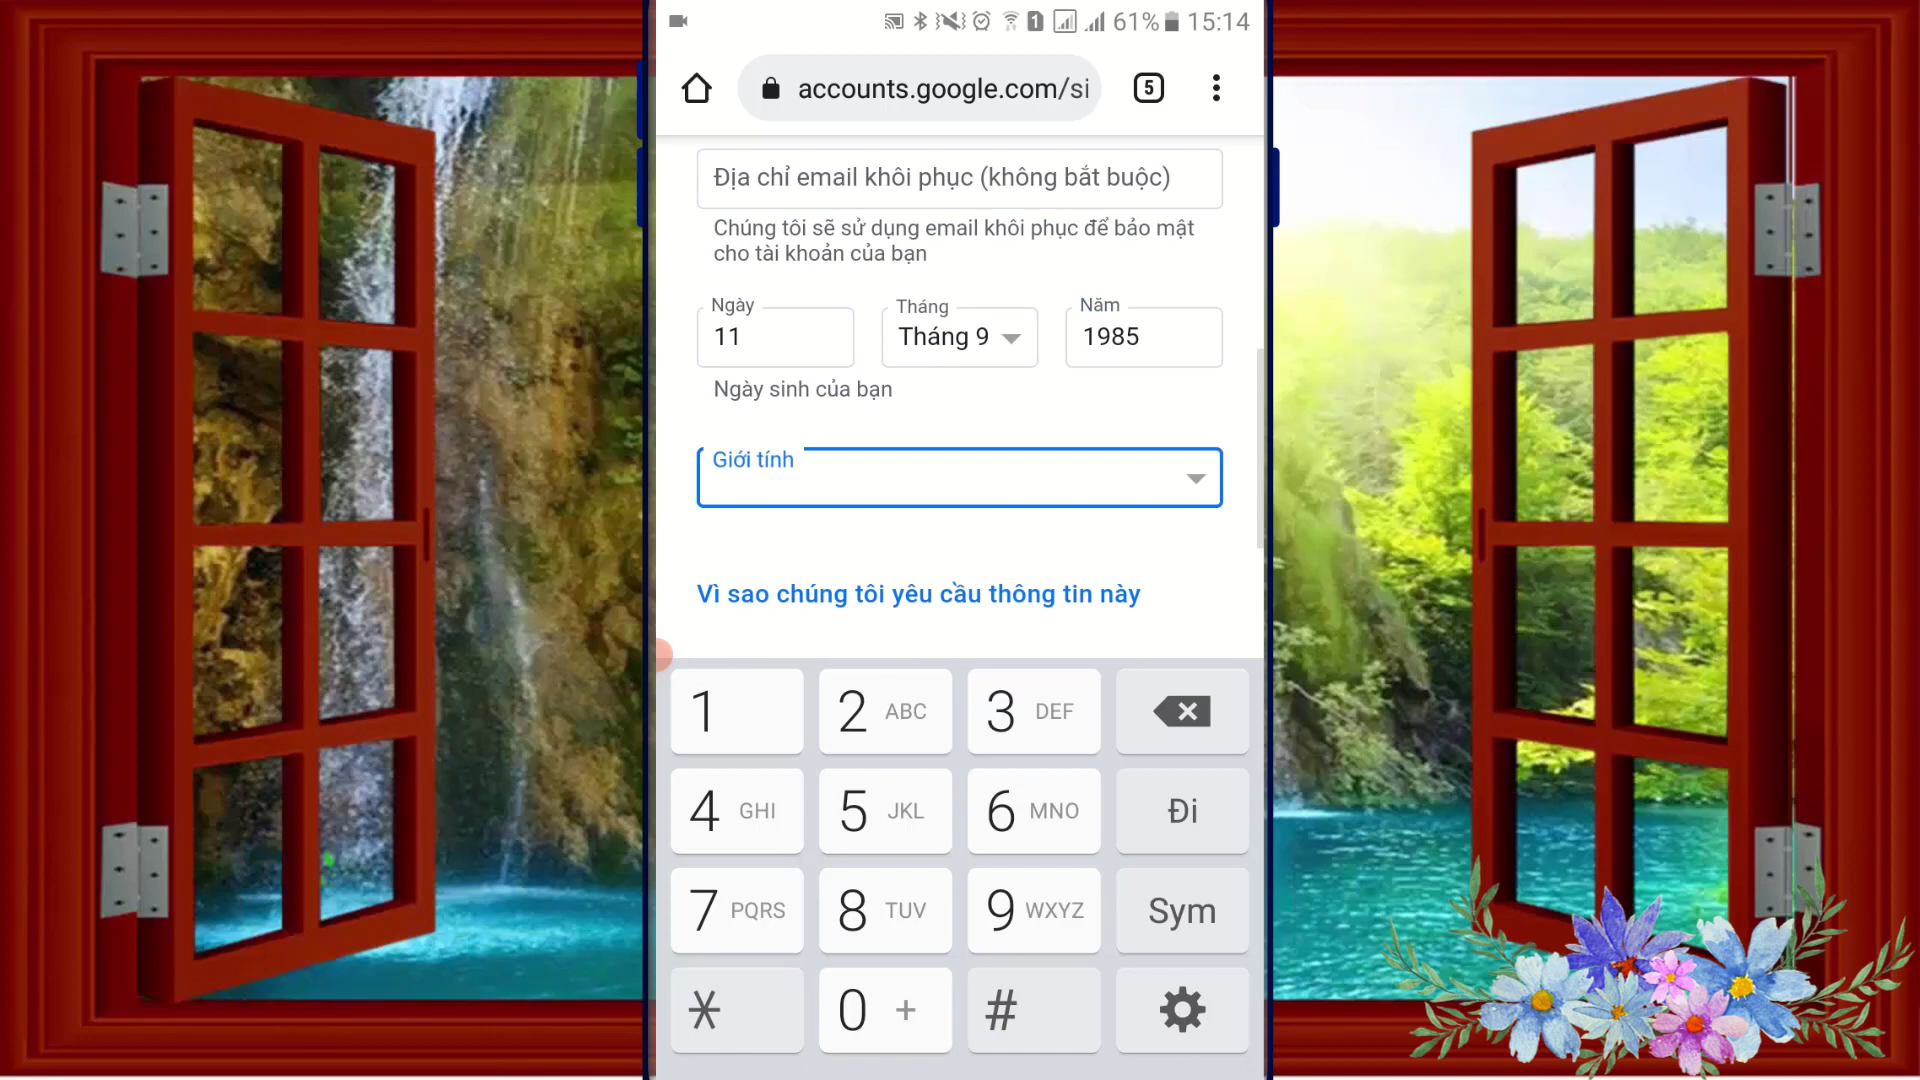 61% 15:14
accounts.google.com/si
5
Địa chỉ email khôi phục (không bắt buộc)
Chúng tôi sẽ sử dụng email khôi phục để bảo mật
cho tài khoản của bạn
Ngày
Tháng
Năm
11
Tháng 9
1985
Ngày sinh của bạn
Giới tính
Vì sao chúng tôi yêu cầu thông tin này
1
2 ABC
3 DEF
4 GHI
5 JKL
6 MNO
Đi
7 PQRS
8 TUV
9 WXYZ
Sym
*
0 +
#